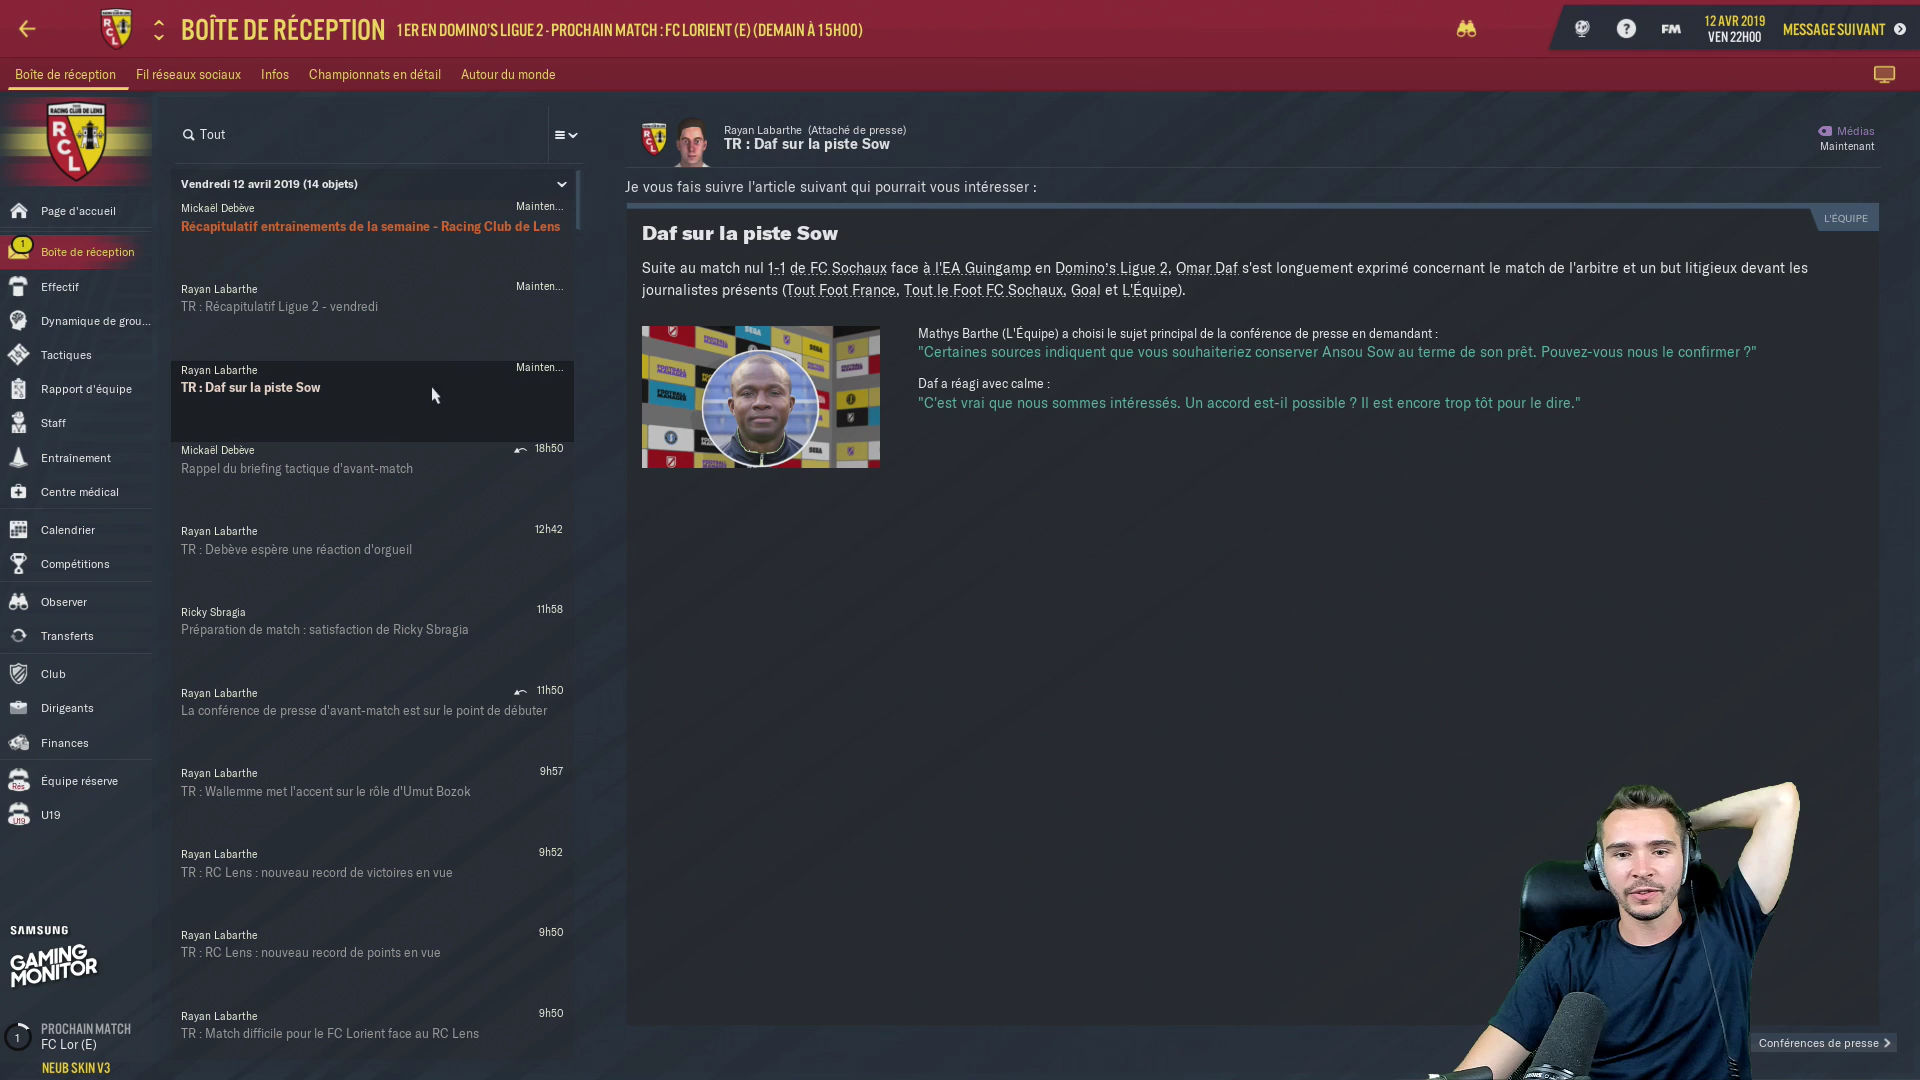 BOÎTE DE RÉCEPTION 1ER EN DOMINO'S LIGUE 2 - PROCHAIN MATCH : FC LORIENT (E) (DEMAIN À 15H00)
FM
12 AVR 2019
VEN 22H00
MESSAGE SUIVANT
Boîte de réception Fil réseaux sociaux Infos Championnats en détail Autour du monde
RACING CLUB DE LENS
RCL
Page d'accueil
1
Boîte de réception
Effectif
Dynamique de grou...
Tactiques
Rapport d'équipe
Staff
Entraînement
Centre médical
Calendrier
Compétitions
Observer
Transferts
Club
Dirigeants
Finances
Rés
Équipe réserve
U19
U19
SAMSUNG
GAMING
MONITOR
1
PROCHAIN MATCH
FC Lor (E)
NEUB SKIN V3
Tout
Vendredi 12 avril 2019 (14 objets)
Mickaël Debève Mainten...
Récapitulatif entraînements de la semaine - Racing Club de Lens
Rayan Labarthe Mainten...
TR : Récapitulatif Ligue 2 - vendredi
Rayan Labarthe Mainten...
TR : Daf sur la piste Sow
Mickaël Debève 18h50
Rappel du briefing tactique d'avant-match
Rayan Labarthe 12h42
TR : Debève espère une réaction d'orgueil
Ricky Sbragia 11h58
Préparation de match : satisfaction de Ricky Sbragia
Rayan Labarthe 11h50
La conférence de presse d'avant-match est sur le point de débuter
Rayan Labarthe 9h57
TR : Wallemme met l'accent sur le rôle d'Umut Bozok
Rayan Labarthe 9h52
TR : RC Lens : nouveau record de victoires en vue
Rayan Labarthe 9h50
TR : RC Lens : nouveau record de points en vue
Rayan Labarthe 9h50
TR : Match difficile pour le FC Lorient face au RC Lens
Rayan Labarthe (Attaché de presse)
TR : Daf sur la piste Sow
Médias
Maintenant
Je vous fais suivre l'article suivant qui pourrait vous intéresser :
L'ÉQUIPE
Daf sur la piste Sow
Suite au match nul 1-1 de FC Sochaux face à l'EA Guingamp en Domino's Ligue 2, Omar Daf s'est longuement exprimé concernant le match de l'arbitre et un but litigieux devant les
journalistes présents (Tout Foot France, Tout le Foot FC Sochaux, Goal et L'Équipe).
Mathys Barthe (L'Équipe) a choisi le sujet principal de la conférence de presse en demandant :
"Certaines sources indiquent que vous souhaiteriez conserver Ansou Sow au terme de son prêt. Pouvez-vous nous le confirmer ?"
Daf a réagi avec calme :
"C'est vrai que nous sommes intéressés. Un accord est-il possible ? Il est encore trop tôt pour le dire."
Conférences de presse